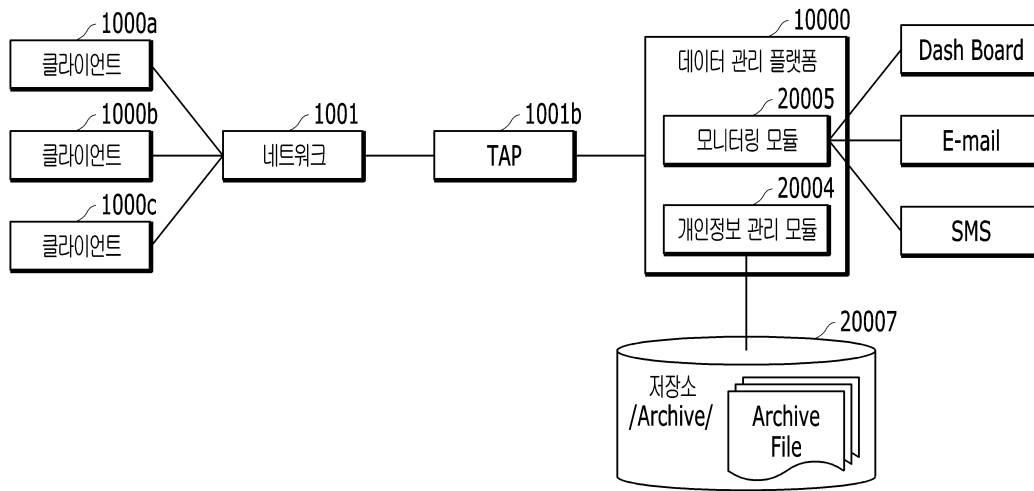 1000a
클라이언트
1000b
클라이언트
1000c
클라이언트
1001
네트워크
1001b
TAP
10000
데이터 관리 플랫폼
20005
모니터링 모듈
20004
개인정보 관리 모듈
Dash Board
E-mail
SMS
20007
저장소
/Archive/
Archive
File